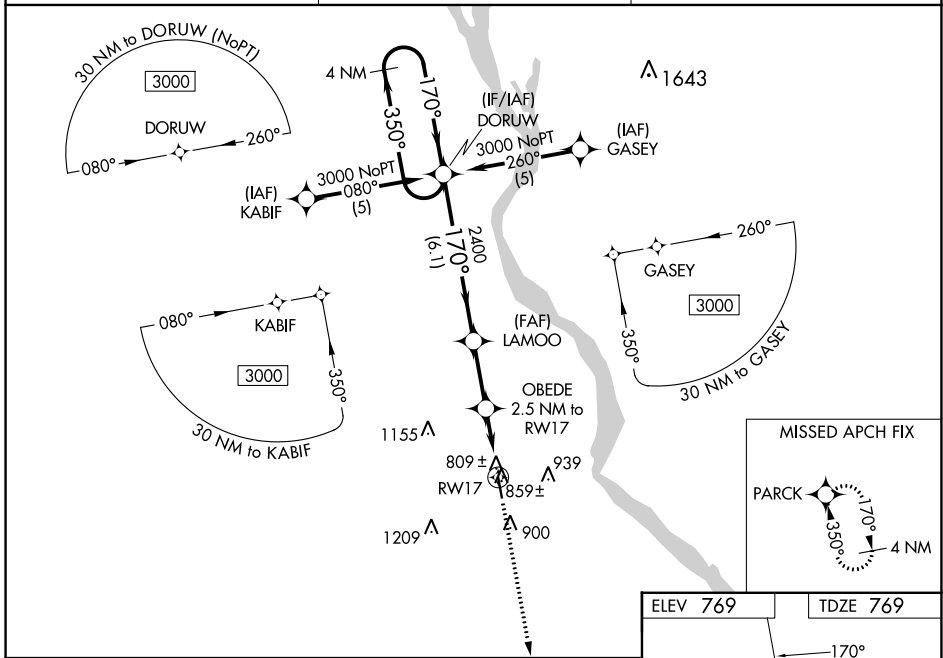 30 NM to DORUW (NoPT)
3000
DORUW
080°
260°
4 NM
350°
170°
(IF/IAF)
DORUW
1643
(IAF)
GASEY
3000 NoPT
260°
(5)
(IAF)
KABIF
3000 NoPT
080°
(5)
2400
170°
(6.1)
260°
GASEY
3000
350°
30 NM to GASEY
080°
KABIF
3000
350°
30 NM to KABIF
(FAF)
LAMOO
OBEDE
2.5 NM to
RW17
1155
809 ±
939
RW17
859 ±
1209
900
MISSED APCH FIX
PARCK
170°
350°
4 NM
ELEV 769
TDZE 769
170°